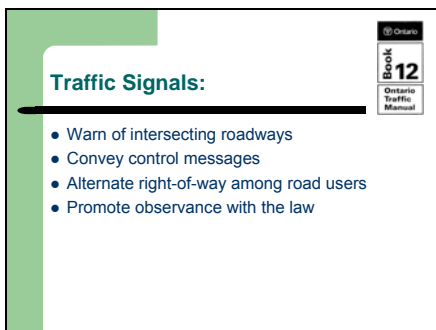 Ontario
Book 12
Ontario
Traffic
Manual
Traffic Signals:
● Warn of intersecting roadways
● Convey control messages
● Alternate right-of-way among road users
● Promote observance with the law